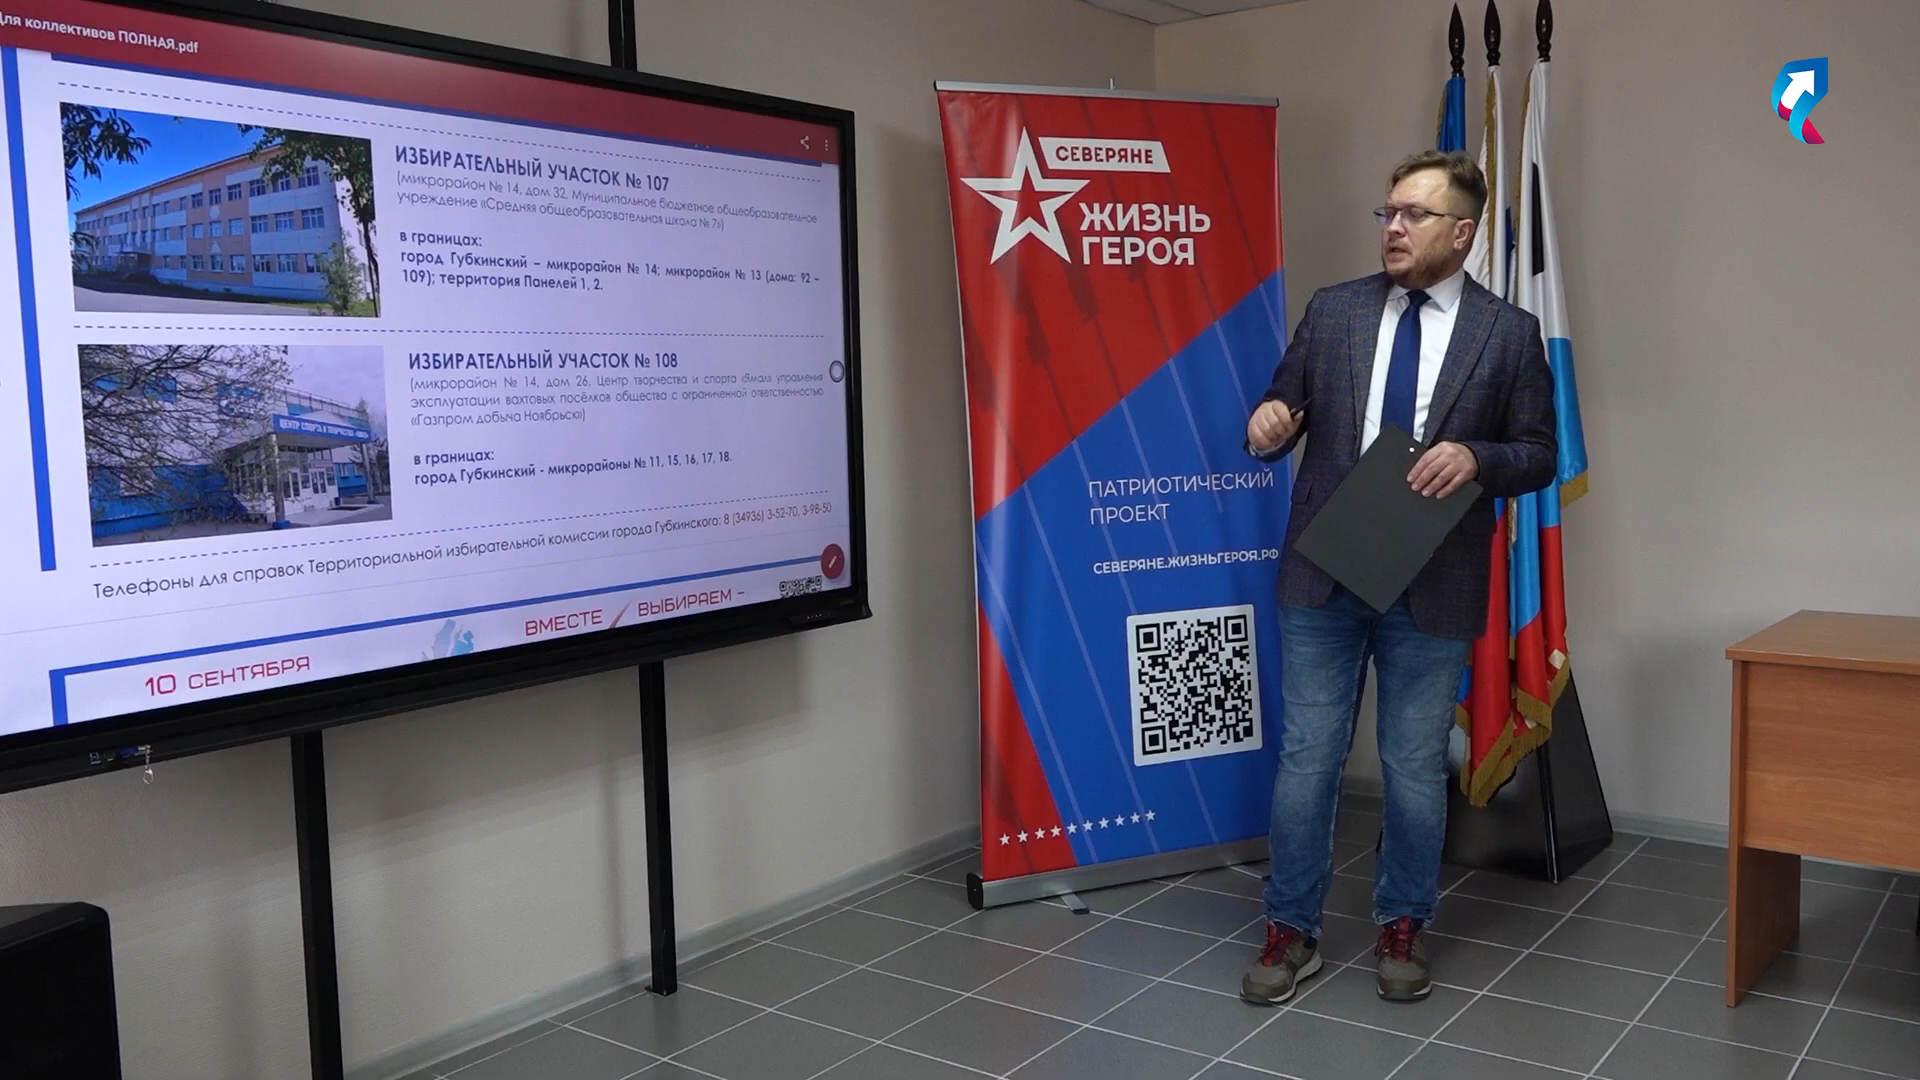 Для коллективов ПОЛНАЯ.pdf
ИЗБИРАТЕЛЬНЫЙ УЧАСТОК № 107
(микрорайон № 14, дом 32, Муниципальное бюджетное общеобразовательное
учреждение «Средняя общеобразовательная школа № 7»)
в границах:
город Губкинский – микрорайон № 14; микрорайон № 13 (дома: 92 –
109); территория Панелей 1, 2.
ИЗБИРАТЕЛЬНЫЙ УЧАСТОК № 108
(микрорайон № 14, дом 26, Центр творчества и спорта «Ямал» управления
эксплуатации вахтовых посёлков общества с ограниченной ответственностью
«Газпром добыча Ноябрьск»)
в границах:
город Губкинский - микрорайоны № 11, 15, 16, 17, 18.
ЦЕНТР СПОРТА И ТВОРЧЕСТВА «ЯМАЛ»
Телефоны для справок Территориальной избирательной комиссии города Губкинского: 8 (34936) 3-52-70, 3-98-50
10 СЕНТЯБРЯ
ВМЕСТЕ ВЫБИРАЕМ –
СЕВЕРЯНЕ
ЖИЗНЬ
ГЕРОЯ
ПАТРИОТИЧЕСКИЙ
ПРОЕКТ
СЕВЕРЯНЕ.ЖИЗНЬГЕРОЯ.РФ